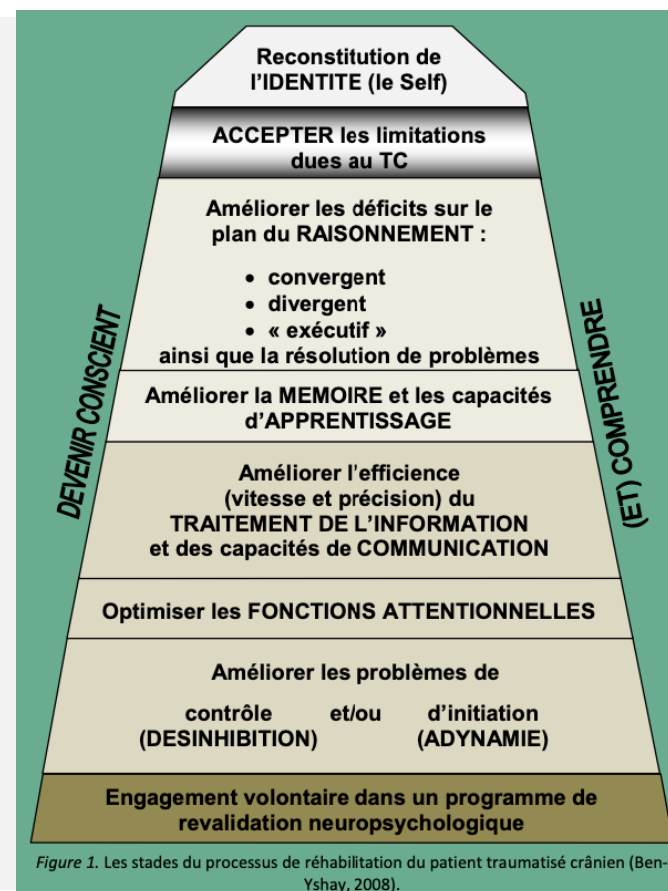 Reconstitution de
l'IDENTITE (le Self)
ACCEPTER les limitations
dues au TC
Améliorer les déficits sur le
plan du RAISONNEMENT :
• convergent
• divergent
• « exécutif »
ainsi que la résolution de problèmes
Améliorer la MEMOIRE et les capacités
d'APPRENTISSAGE
Améliorer l'efficience
(vitesse et précision) du
TRAITEMENT DE L'INFORMATION
et des capacités de COMMUNICATION
Optimiser les FONCTIONS ATTENTIONNELLES
Améliorer les problèmes de
contrôle et/ou d'initiation
(DESINHIBITION) (ADYNAMIE)
Engagement volontaire dans un programme de
revalidation neuropsychologique
DEVENIR CONSCIENT
(ET) COMPRENDRE
Figure 1. Les stades du processus de réhabilitation du patient traumatisé crânien (Ben-
Yshay, 2008).